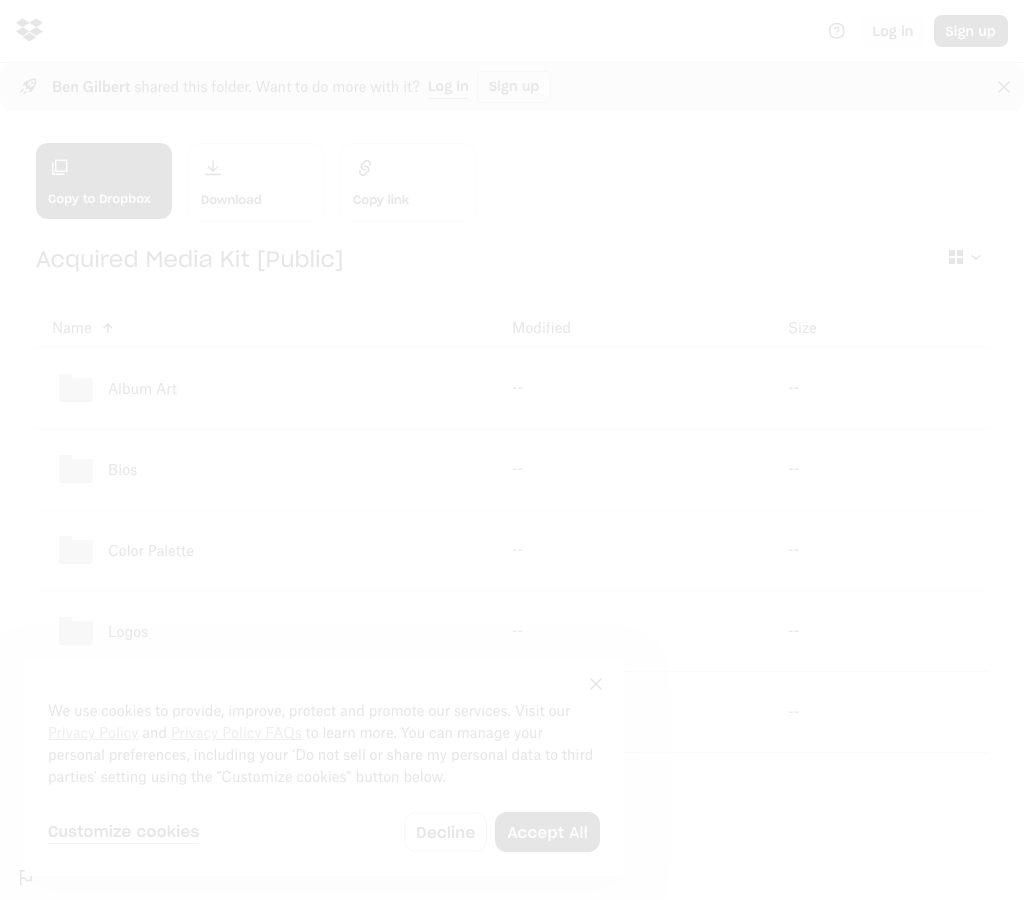 Log in
Sign up
Ben Gilbert shared this folder. Want to do more with it? Log in Sign up
Copy to Dropbox
Download
Copy link
Acquired Media Kit [Public]
Name
Modified
Size
Album Art -- --
Bios -- --
Color Palette -- --
Logos -- --
--
We use cookies to provide, improve, protect and promote our services. Visit our
Privacy Policy and Privacy Policy FAQs to learn more. You can manage your
personal preferences, including your ‘Do not sell or share my personal data to third
parties’ setting using the “Customize cookies” button below.
Customize cookies
Decline
Accept All